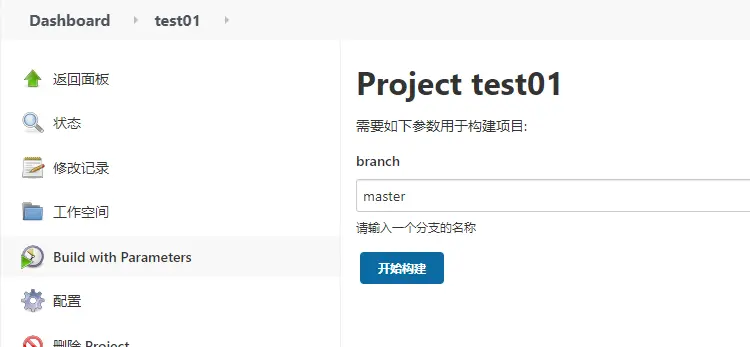 Dashboard test01
返回面板
状态
修改记录
工作空间
Build with Parameters
配置
删除 Project
Project test01
需要如下参数用于构建项目:
branch
master
请输入一个分支的名称
开始构建